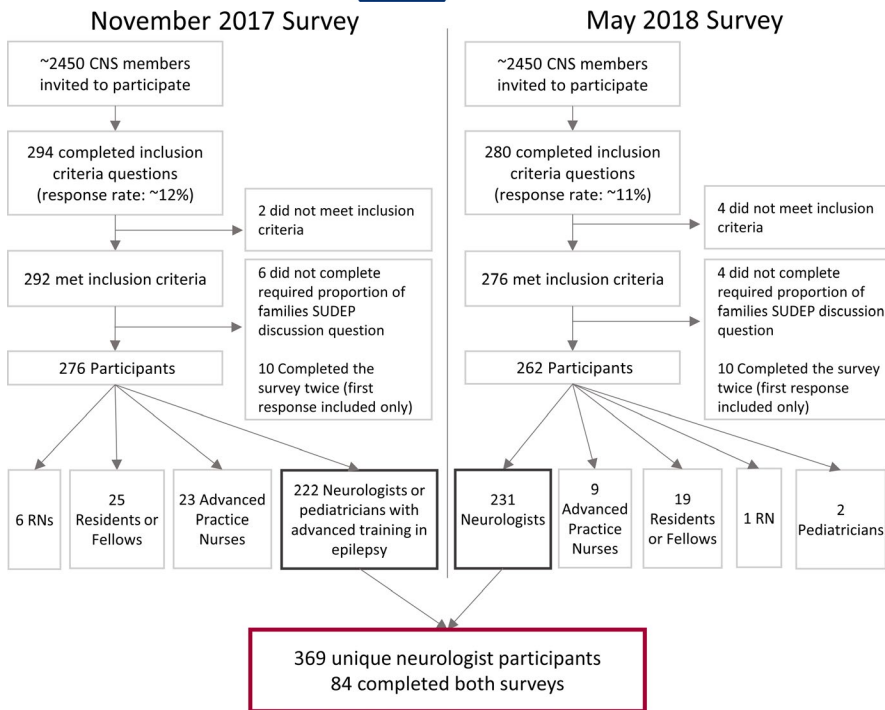 November 2017 Survey
~2450 CNS members
invited to participate
294 completed inclusion
criteria questions
(response rate: ~12%)
2 did not meet inclusion
criteria
292 met inclusion criteria
6 did not complete
required proportion of
families SUDEP
discussion question
10 Completed the
survey twice (first
response included only)
276 Participants
6 RNs
25
Residents or
Fellows
23 Advanced
Practice
Nurses
222 Neurologists or
pediatricians with
advanced training in
epilepsy
May 2018 Survey
~2450 CNS members
invited to participate
280 completed inclusion
criteria questions
(response rate: ~11%)
4 did not meet inclusion
criteria
276 met inclusion criteria
4 did not complete
required proportion of
families SUDEP discussion
question
10 Completed the survey
twice (first response
included only)
262 Participants
231
Neurologists
9
Advanced
Practice
Nurses
19
Residents
or Fellows
1 RN
2
Pediatricians
369 unique neurologist participants
84 completed both surveys